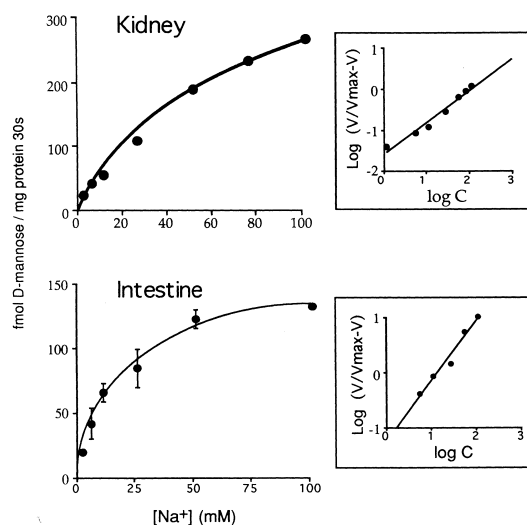 Kidney
300
200
100
0
0 20 40 60 80 100
1
0
-1
-2
0 1 2 3
Log (V/Vmax-V)
log C
fmol D-mannose / mg protein 30s
Intestine
150
100
50
0
0 25 50 75 100
[Na+] (mM)
1
0
-1
0 1 2 3
Log (V/Vmax-V)
log C